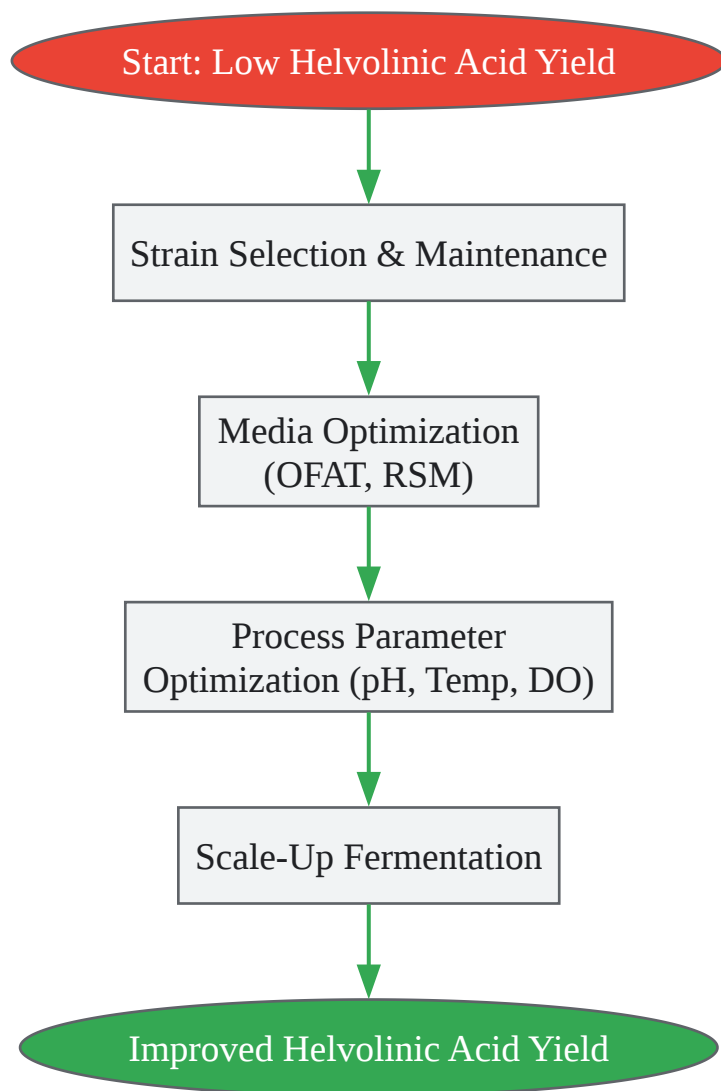 Start: Low Helvolinic Acid Yield
Strain Selection & Maintenance
Media Optimization
(OFAT, RSM)
Process Parameter
Optimization (pH, Temp, DO)
Scale-Up Fermentation
Improved Helvolinic Acid Yield